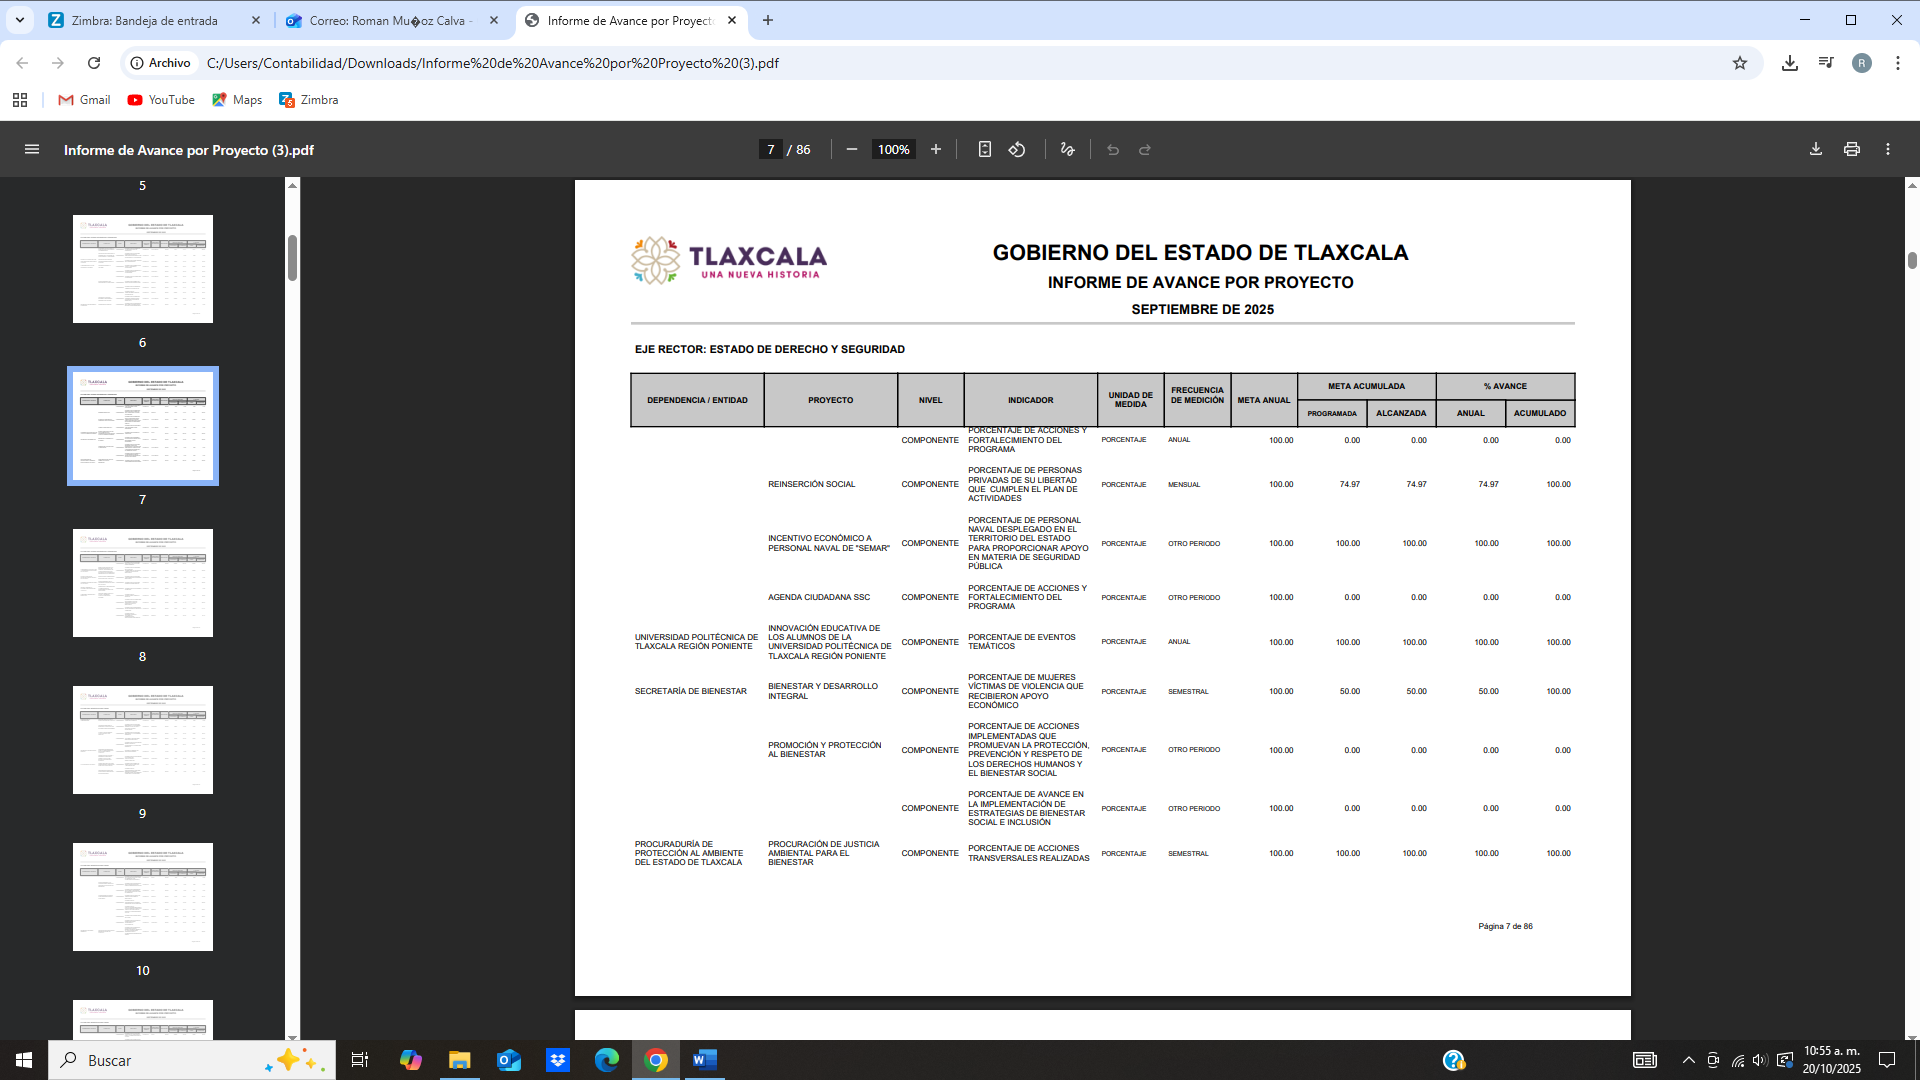 Zimbra: Bandeja de entrada
Correo: Roman Mu�oz Calva -
Informe de Avance por Proyecto
Archivo
C:/Users/Contabilidad/Downloads/Informe%20de%20Avance%20por%20Proyecto%20(3).pdf
R
Gmail
YouTube
Maps
Zimbra
Informe de Avance por Proyecto (3).pdf
7 / 86
100%
5
6
7
8
9
10
TLAXCALA
UNA NUEVA HISTORIA
GOBIERNO DEL ESTADO DE TLAXCALA
INFORME DE AVANCE POR PROYECTO
SEPTIEMBRE DE 2025
EJE RECTOR: ESTADO DE DERECHO Y SEGURIDAD
DEPENDENCIA / ENTIDAD
PROYECTO
NIVEL
INDICADOR
UNIDAD DE
MEDIDA
FRECUENCIA
DE MEDICIÓN
META ANUAL
META ACUMULADA
PROGRAMADA
ALCANZADA
% AVANCE
ANUAL
ACUMULADO
COMPONENTE
PORCENTAJE DE ACCIONES Y
FORTALECIMIENTO DEL
PROGRAMA
PORCENTAJE
ANUAL
100.00
0.00
0.00
0.00
0.00
REINSERCIÓN SOCIAL
COMPONENTE
PORCENTAJE DE PERSONAS
PRIVADAS DE SU LIBERTAD
QUE CUMPLEN EL PLAN DE
ACTIVIDADES
PORCENTAJE
MENSUAL
100.00
74.97
74.97
74.97
100.00
INCENTIVO ECONÓMICO A
PERSONAL NAVAL DE "SEMAR"
COMPONENTE
PORCENTAJE DE PERSONAL
NAVAL DESPLEGADO EN EL
TERRITORIO DEL ESTADO
PARA PROPORCIONAR APOYO
EN MATERIA DE SEGURIDAD
PÚBLICA
PORCENTAJE
OTRO PERIODO
100.00
100.00
100.00
100.00
100.00
AGENDA CIUDADANA SSC
COMPONENTE
PORCENTAJE DE ACCIONES Y
FORTALECIMIENTO DEL
PROGRAMA
PORCENTAJE
OTRO PERIODO
100.00
0.00
0.00
0.00
0.00
UNIVERSIDAD POLITÉCNICA DE
TLAXCALA REGIÓN PONIENTE
INNOVACIÓN EDUCATIVA DE
LOS ALUMNOS DE LA
UNIVERSIDAD POLITÉCNICA DE
TLAXCALA REGIÓN PONIENTE
COMPONENTE
PORCENTAJE DE EVENTOS
TEMÁTICOS
PORCENTAJE
ANUAL
100.00
100.00
100.00
100.00
100.00
SECRETARÍA DE BIENESTAR
BIENESTAR Y DESARROLLO
INTEGRAL
COMPONENTE
PORCENTAJE DE MUJERES
VÍCTIMAS DE VIOLENCIA QUE
RECIBIERON APOYO
ECONÓMICO
PORCENTAJE
SEMESTRAL
100.00
50.00
50.00
50.00
100.00
PROMOCIÓN Y PROTECCIÓN
AL BIENESTAR
COMPONENTE
PORCENTAJE DE ACCIONES
IMPLEMENTADAS QUE
PROMUEVAN LA PROTECCIÓN,
PREVENCIÓN Y RESPETO DE
LOS DERECHOS HUMANOS Y
EL BIENESTAR SOCIAL
PORCENTAJE
OTRO PERIODO
100.00
0.00
0.00
0.00
0.00
COMPONENTE
PORCENTAJE DE AVANCE EN
LA IMPLEMENTACIÓN DE
ESTRATEGIAS DE BIENESTAR
SOCIAL E INCLUSIÓN
PORCENTAJE
OTRO PERIODO
100.00
0.00
0.00
0.00
0.00
PROCURADURÍA DE
PROTECCIÓN AL AMBIENTE
DEL ESTADO DE TLAXCALA
PROCURACIÓN DE JUSTICIA
AMBIENTAL PARA EL
BIENESTAR
COMPONENTE
PORCENTAJE DE ACCIONES
TRANSVERSALES REALIZADAS
PORCENTAJE
SEMESTRAL
100.00
100.00
100.00
100.00
100.00
Página 7 de 86
Buscar
10:55 a. m.
20/10/2025